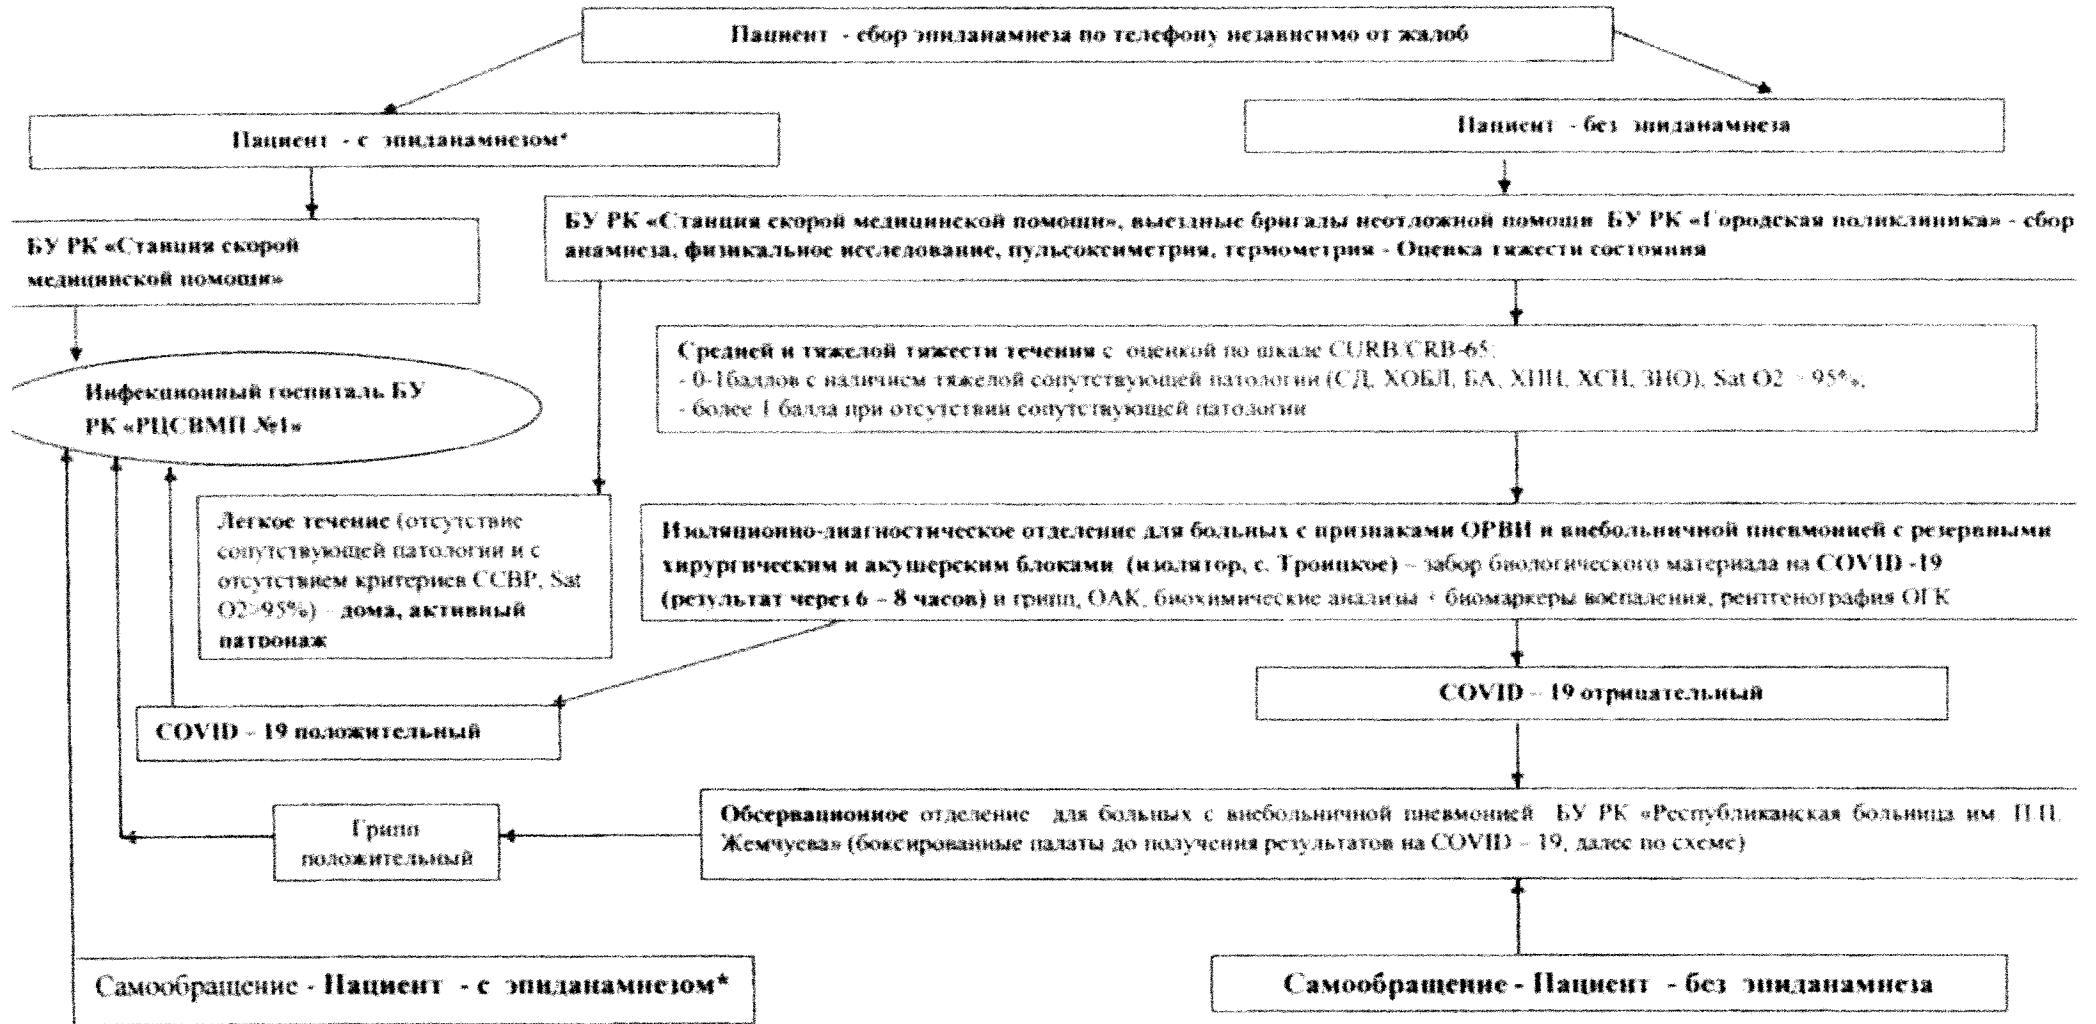 Пациент - сбор эпиданамнеза по телефону независимо от жалоб
Пациент - с эпиданамнезом*
Пациент - без эпиданамнеза
БУ РК «Станция скорой
медицинской помощи»
БУ РК «Станция скорой медицинской помощи», выездные бригады неотложной помощи БУ РК «Городская поликлиника» - сбор
анамнеза, физикальное исследование, пульсоксиметрия, термометрия - Оценка тяжести состояния
Средней и тяжелой тяжести течения с оценкой по шкале CURB/CRB-65:
- 0-1баллов с наличием тяжелой сопутствующей патологии (СД, ХОБЛ, БА, ХПН, ХСН, ЗНО), Sat O2 > 95%;
- более 1 балла при отсутствии сопутствующей патологии
Инфекционный госпиталь БУ
РК «РЦСВМП №1»
Легкое течение (отсутствие
сопутствующей патологии и с
отсутствием критериев ССВР, Sat
O2>95%) – дома, активный
патронаж
Изоляционно-диагностическое отделение для больных с признаками ОРВИ и внебольничной пневмонией с резервными
хирургическим и акушерским блоками (изолятор, с. Троицкое) – забор биологического материала на COVID -19
(результат через 6 – 8 часов) и грипп, ОАК, биохимические анализы + биомаркеры воспаления, рентгенография ОГК
COVID – 19 отрицательный
COVID – 19 положительный
Обсервационное отделение для больных с внебольничной пневмонией БУ РК «Республиканская больница им. П.П.
Жемчуева» (боксированные палаты до получения результатов на COVID – 19, далее по схеме)
Грипп
положительный
Самообращение - Пациент - с эпиданамнезом*
Самообращение - Пациент - без эпиданамнеза